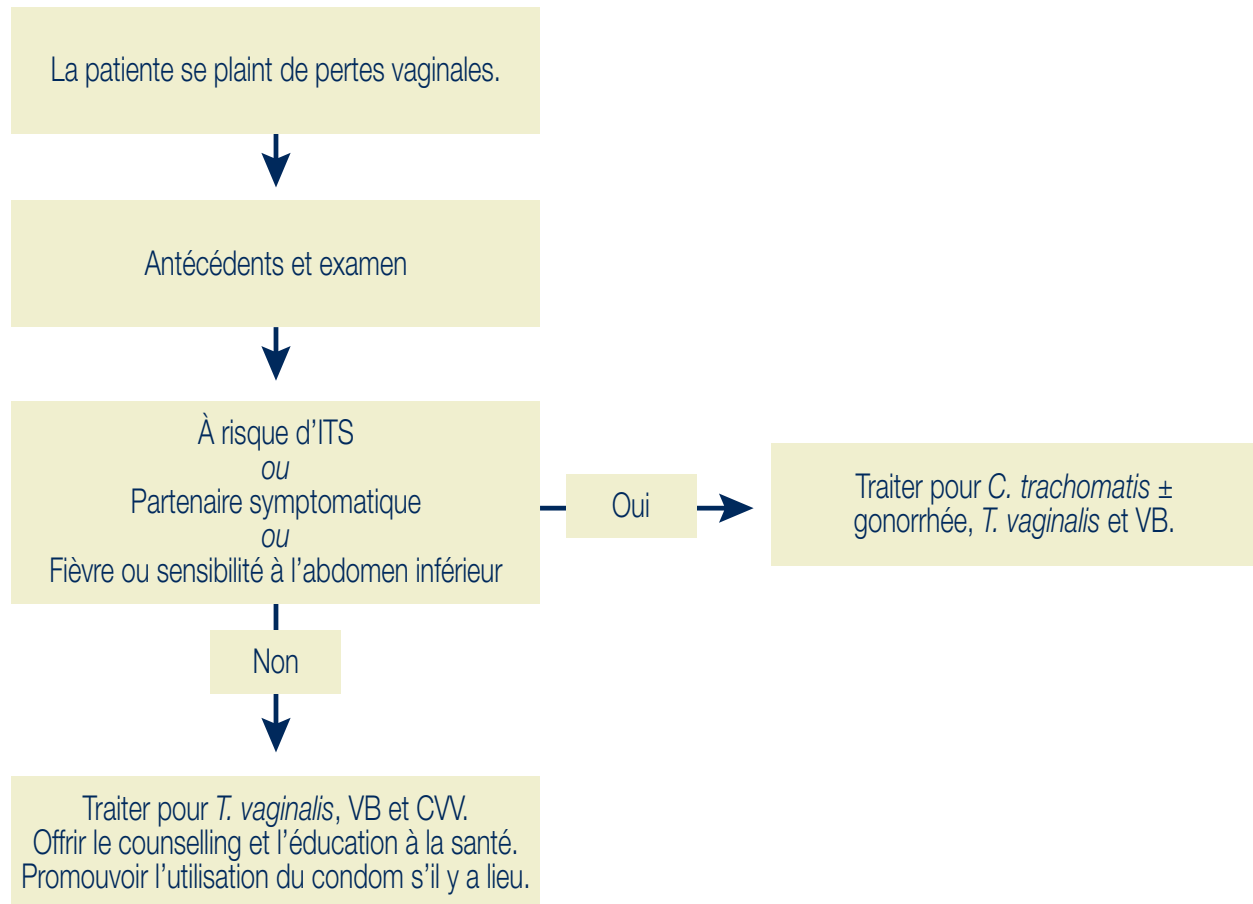 La patiente se plaint de pertes vaginales.
Antécédents et examen
À risque d’ITS
ou
Partenaire symptomatique
ou
Fièvre ou sensibilité à l’abdomen inférieur
Oui
Traiter pour C. trachomatis ±
gonorrhée, T. vaginalis et VB.
Non
Traiter pour T. vaginalis, VB et CVV.
Offrir le counselling et l’éducation à la santé.
Promouvoir l’utilisation du condom s’il y a lieu.